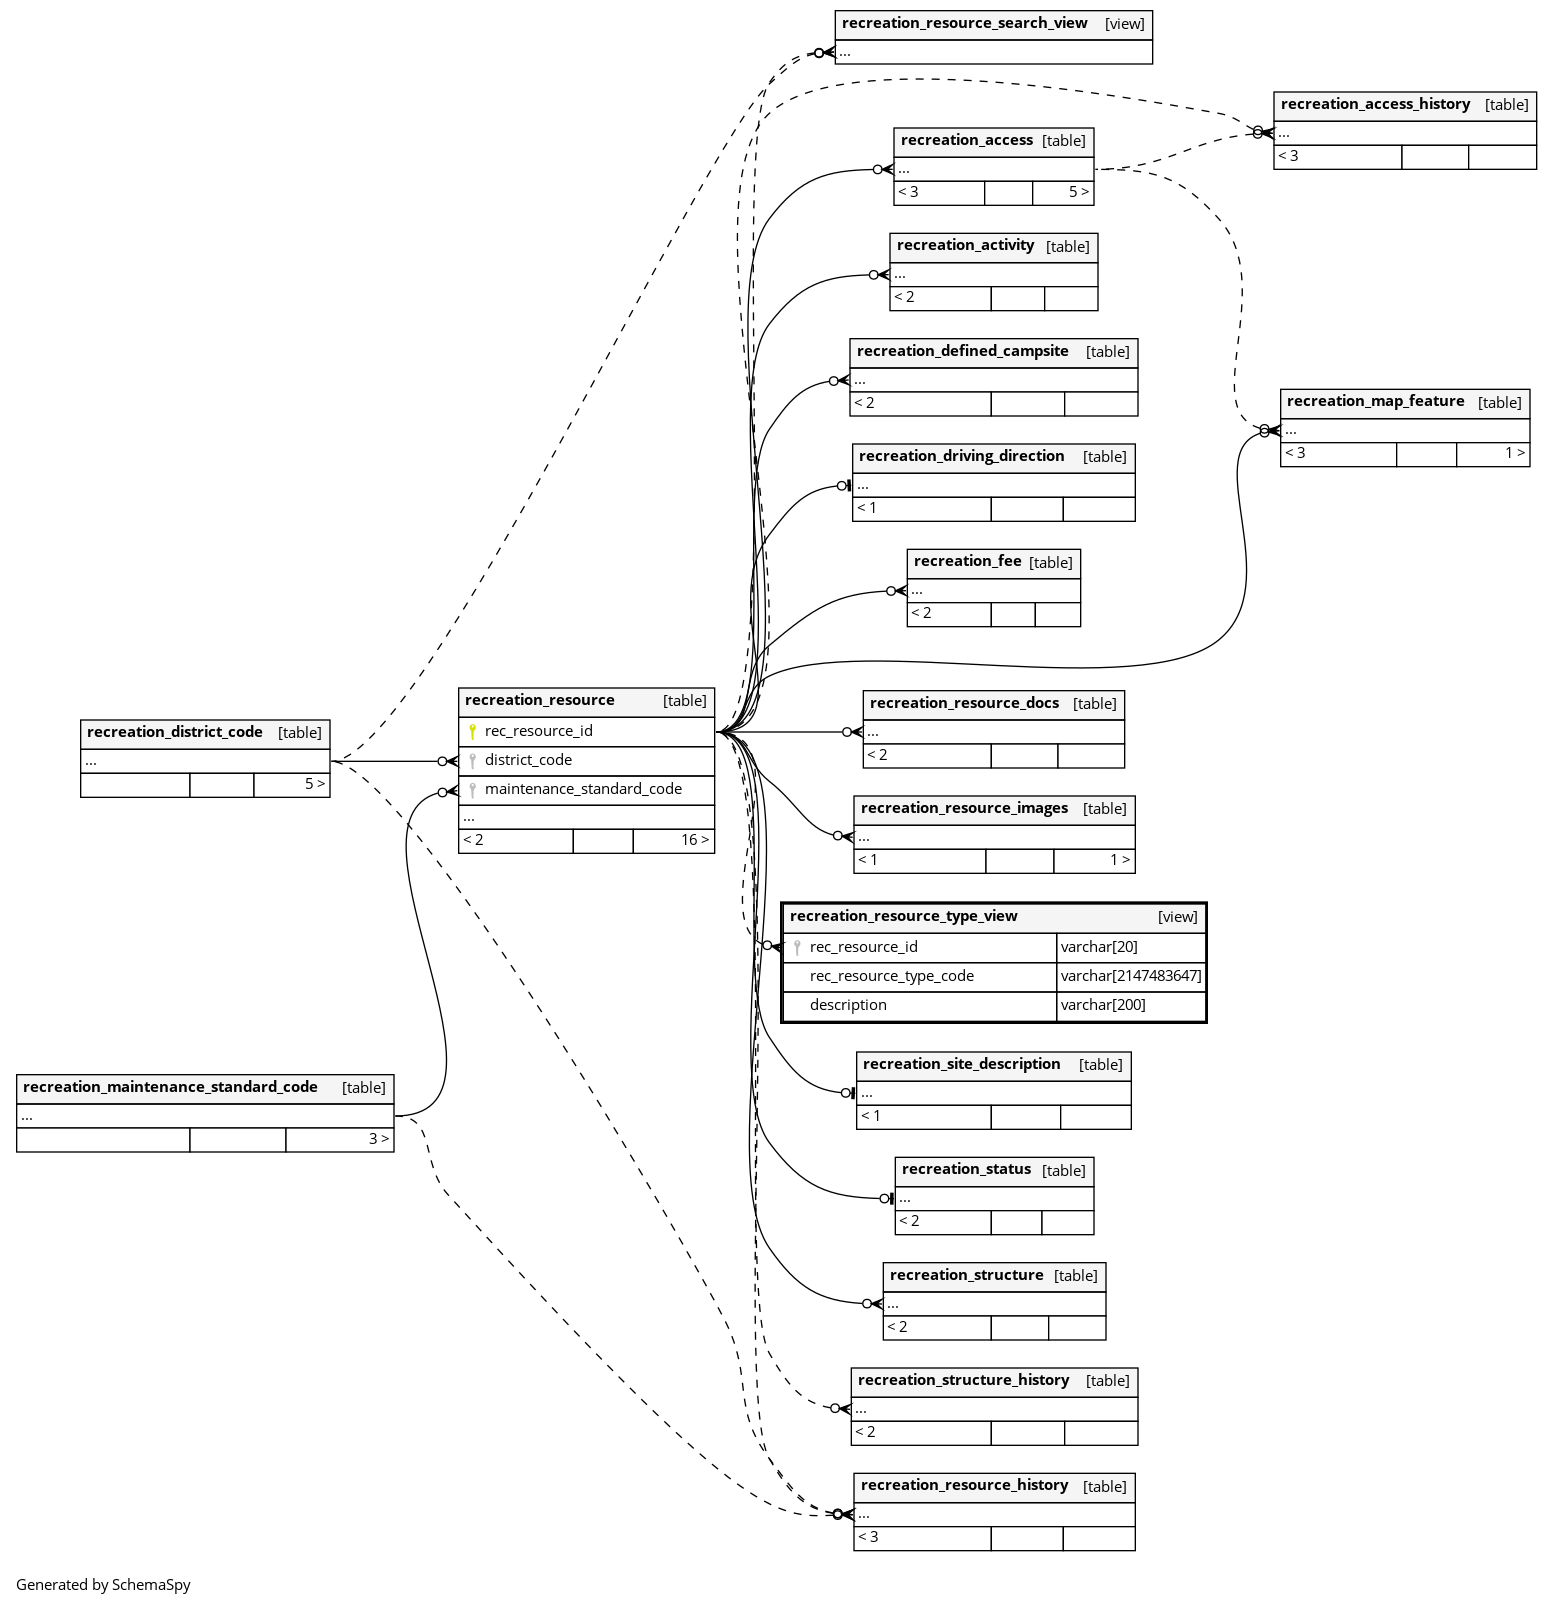 recreation_resource_search_view [view]
...
recreation_access_history [table]
...
< 3
recreation_access [table]
...
< 3 5 >
recreation_activity [table]
...
< 2
recreation_defined_campsite [table]
...
< 2
recreation_map_feature [table]
...
< 3 1 >
recreation_driving_direction [table]
...
< 1
recreation_fee [table]
...
< 2
recreation_resource [table]
rec_resource_id
district_code
maintenance_standard_code
...
< 2 16 >
recreation_district_code [table]
...
5 >
recreation_resource_docs [table]
...
< 2
recreation_resource_images [table]
...
< 1 1 >
recreation_resource_type_view [view]
rec_resource_id varchar[20]
rec_resource_type_code varchar[2147483647]
description varchar[200]
recreation_site_description [table]
...
< 1
recreation_maintenance_standard_code [table]
...
3 >
recreation_status [table]
...
< 2
recreation_structure [table]
...
< 2
recreation_structure_history [table]
...
< 2
recreation_resource_history [table]
...
< 3
Generated by SchemaSpy